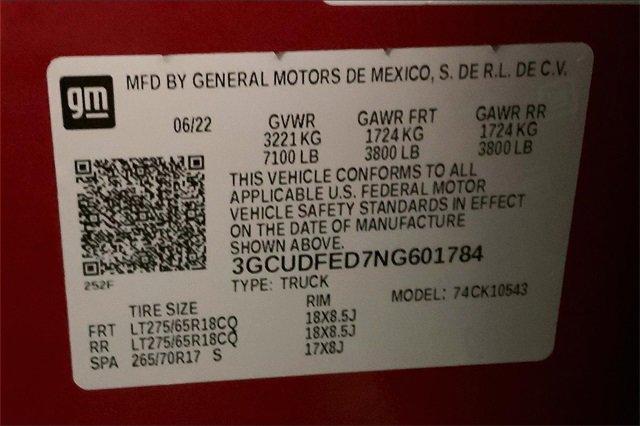 gm
MFD BY GENERAL MOTORS DE MEXICO, S. DE R.L. DE C.V.
06/22 GVWR GAWR FRT GAWR RR
3221 KG 1724 KG 1724 KG
7100 LB 3800 LB 3800 LB
THIS VEHICLE CONFORMS TO ALL
APPLICABLE U.S. FEDERAL MOTOR
VEHICLE SAFETY STANDARDS IN EFFECT
ON THE DATE OF MANUFACTURE
SHOWN ABOVE.
3GCUDFED7NG601784
252F
TYPE: TRUCK MODEL: 74CK10543
TIRE SIZE RIM
FRT LT275/65R18CQ 18X8.5J
RR LT275/65R18CQ 18X8.5J
SPA 265/70R17 S 17X8J